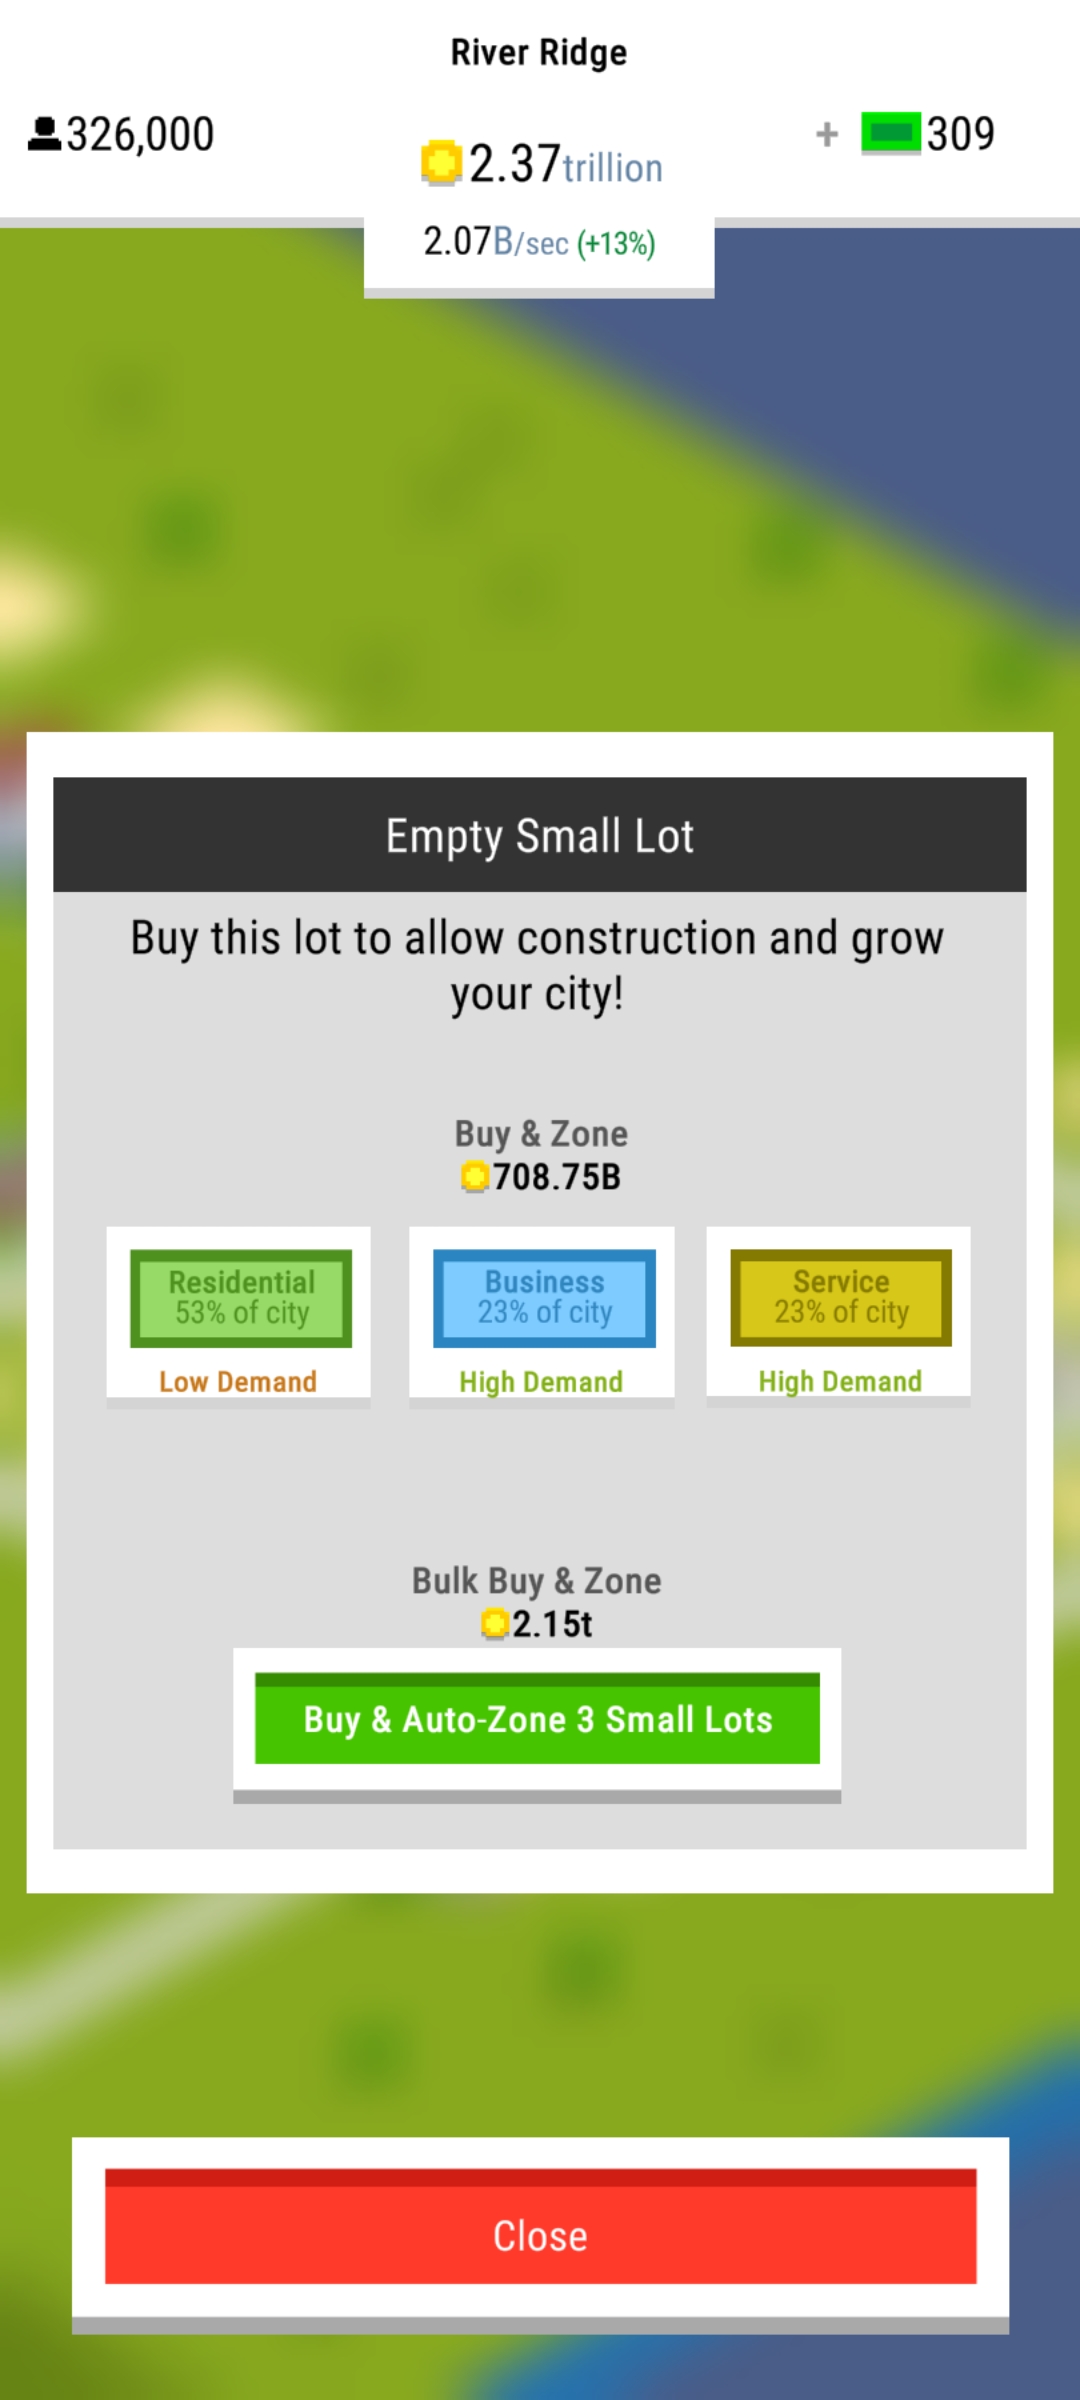 River Ridge
326,000
2.37trillion
+ 309
2.07B/sec (+13%)
Empty Small Lot
Buy this lot to allow construction and grow
your city!
Buy & Zone
708.75B
Residential
53% of city
Low Demand
Business
23% of city
High Demand
Service
23% of city
High Demand
Bulk Buy & Zone
2.15t
Buy & Auto-Zone 3 Small Lots
Close